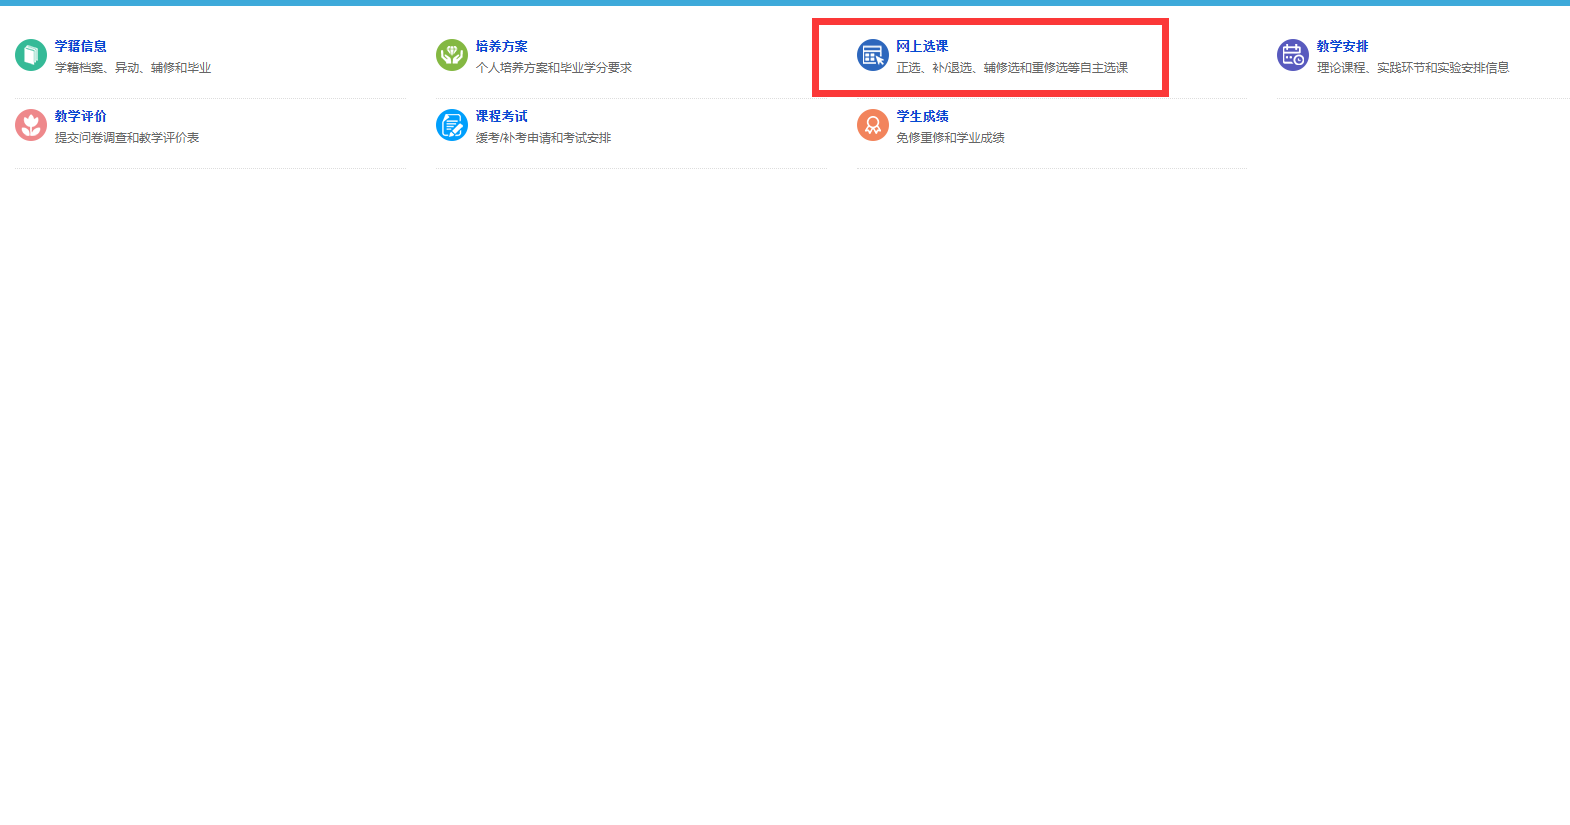 学籍信息
学籍档案、异动、辅修和毕业
培养方案
个人培养方案和毕业学分要求
网上选课
正选、补/退选、辅修选和重修选等自主选课
教学安排
理论课程、实践环节和实验安排信息
教学评价
提交问卷调查和教学评价表
课程考试
缓考/补考申请和考试安排
学生成绩
免修重修和学业成绩